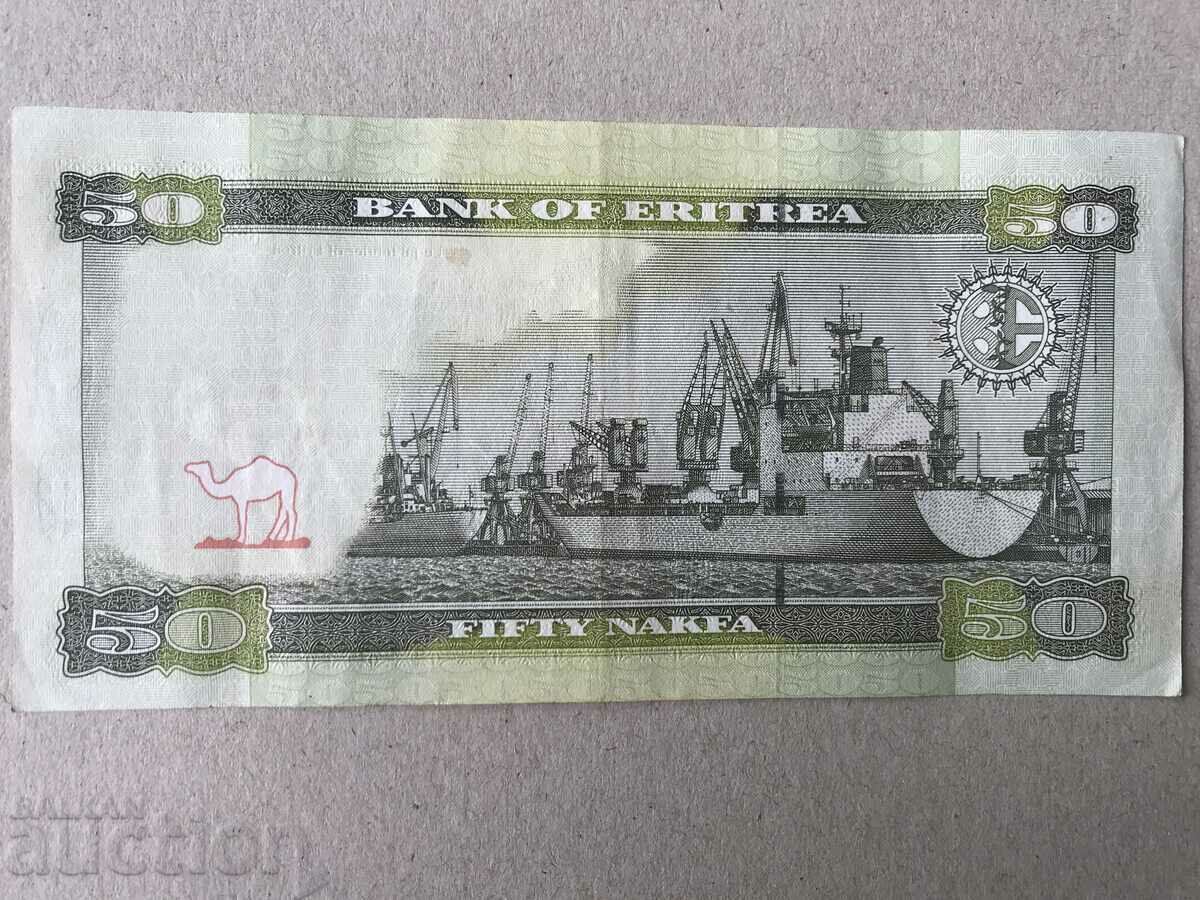 50 BANK OF ERITREA 50
50 FIFTY NAKFA 50
BALKAN
auction